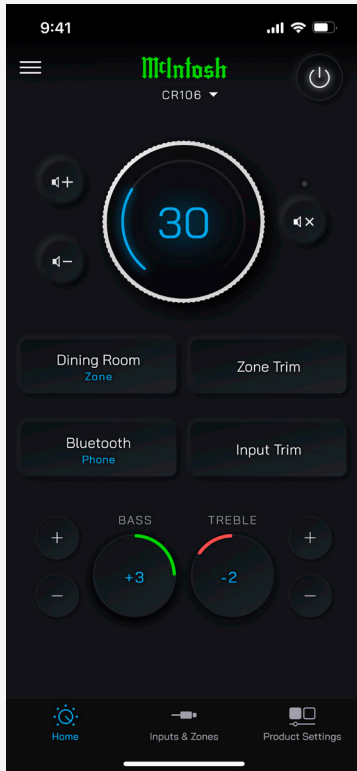 9:41
McIntosh
CR106
30
Dining Room
Zone
Zone Trim
Bluetooth
Phone
Input Trim
BASS
TREBLE
+
+3
-2
+
−
−
Home
Inputs & Zones
Product Settings